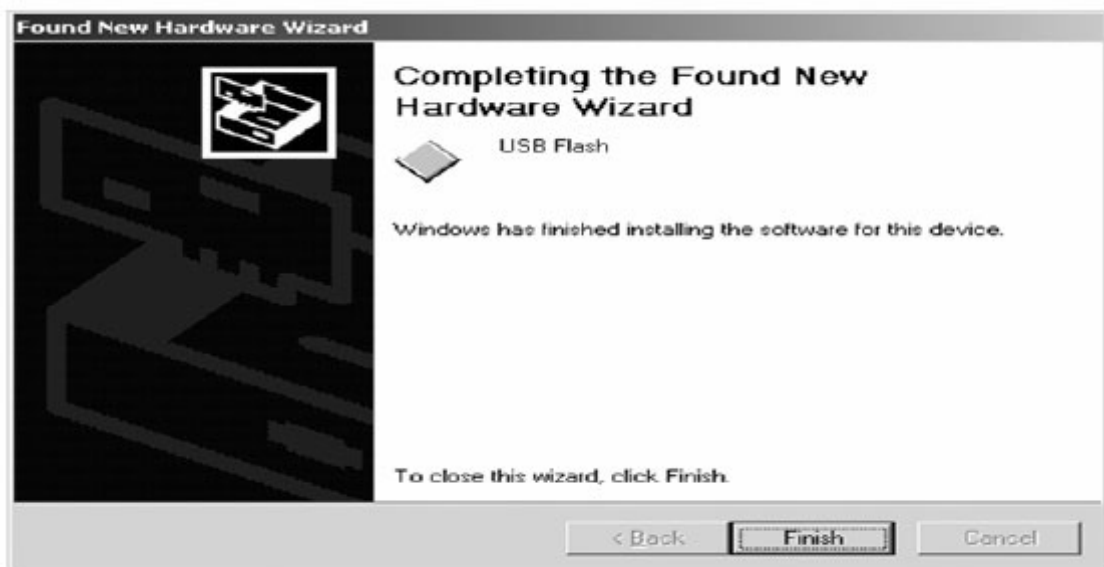 Found New Hardware Wizard
Completing the Found New
Hardware Wizard
USB Flash
Windows has finished installing the software for this device.
To close this wizard, click Finish.
< Back
Finish
Cancel